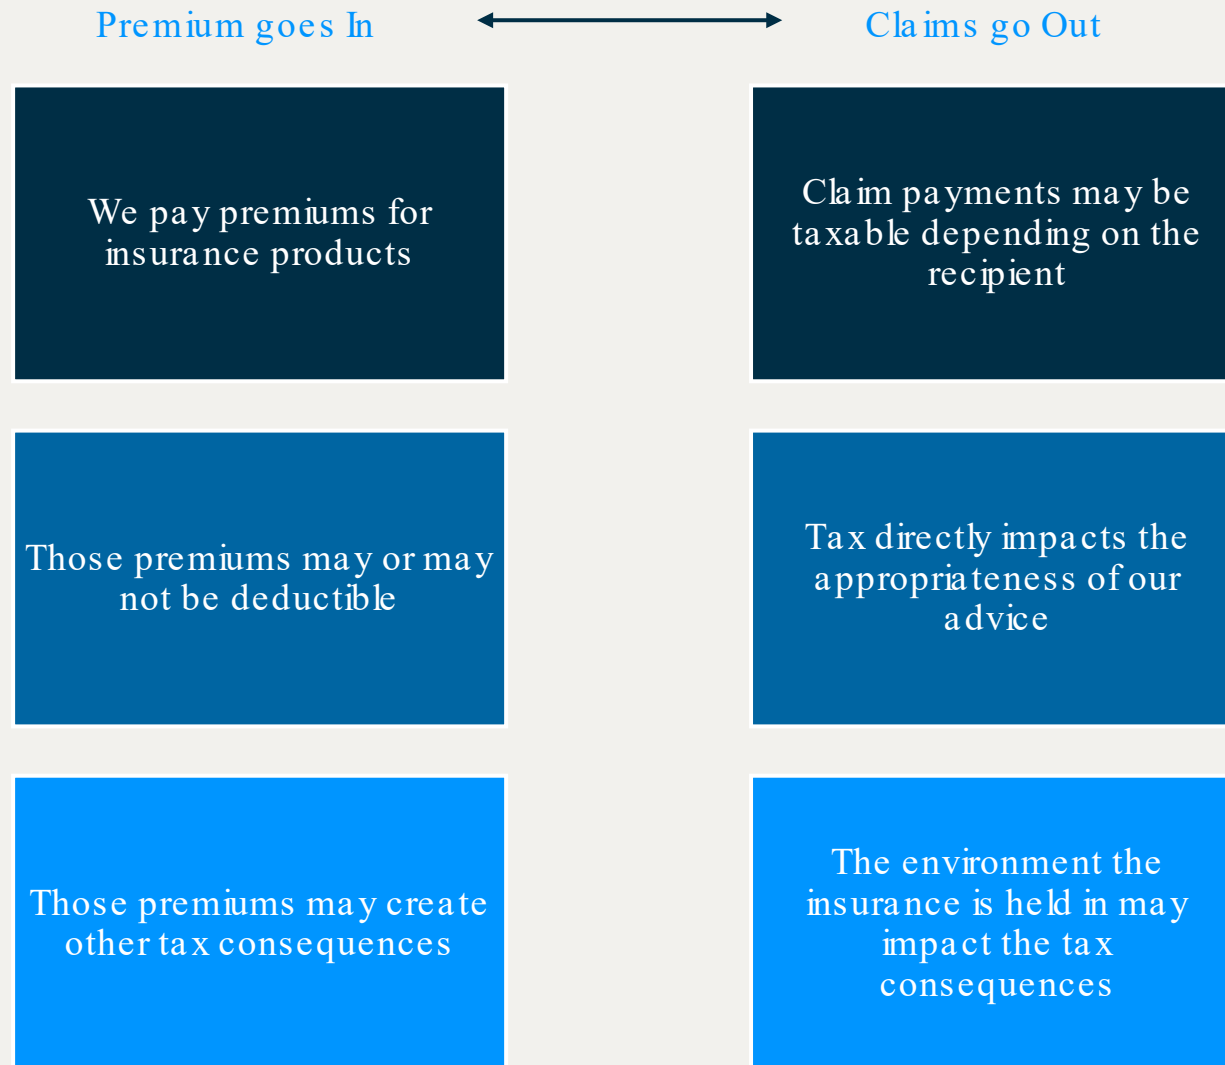 Premium goes In
Claims go Out
We pay premiums for
insurance products
Claim payments may be
taxable depending on the
recipient
Those premiums may or may
not be deductible
Tax directly impacts the
appropriateness of our
advice
Those premiums may create
other tax consequences
The environment the
insurance is held in may
impact the tax
consequences